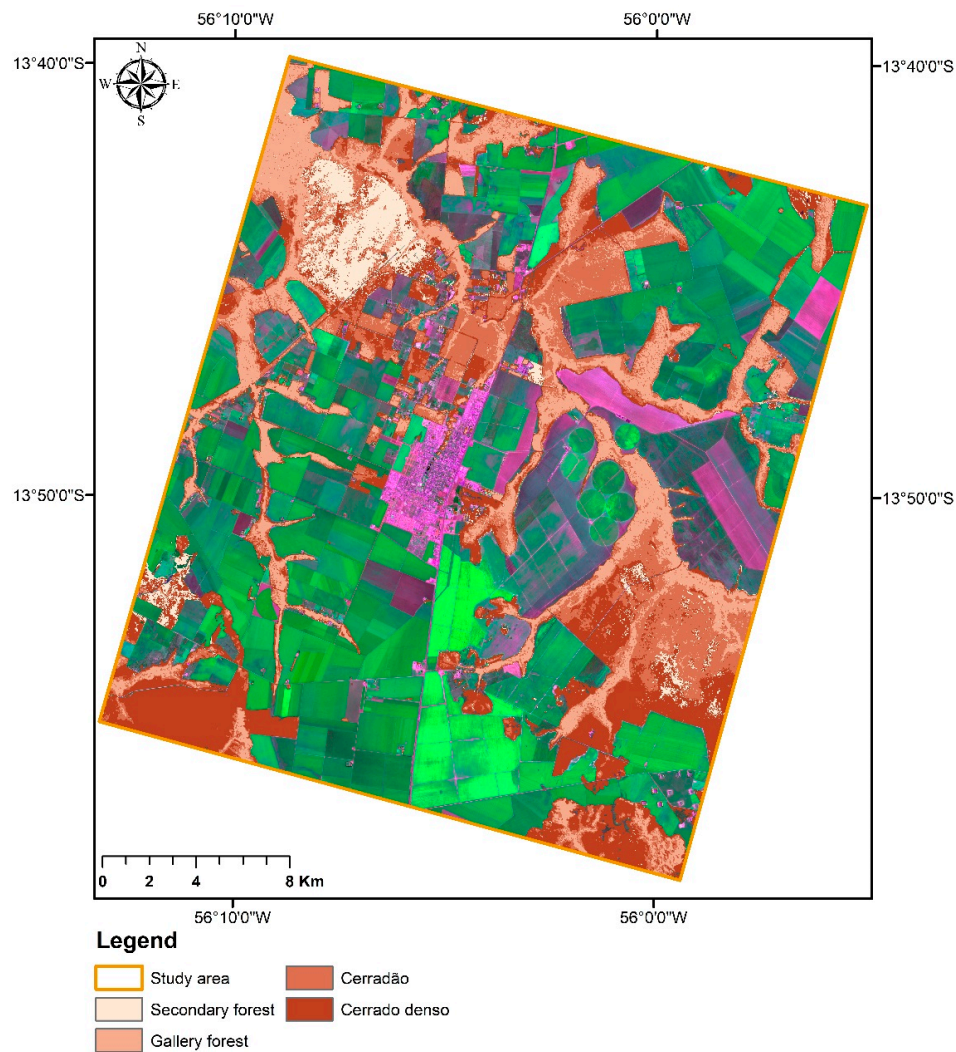 56°10'0"W 56°0'0"W
13°40'0"S 13°40'0"S
N
W E
S
13°50'0"S 13°50'0"S
0 2 4 8 Km
56°10'0"W 56°0'0"W
Legend
Study area
Secondary forest
Gallery forest
Cerradão
Cerrado denso